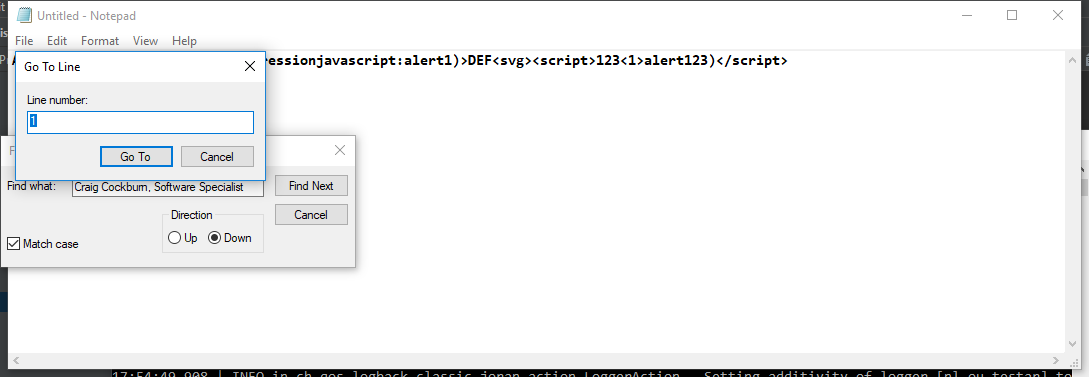 Untitled - Notepad
File Edit Format View Help
ressionjavascript:alert1)>DEF<svg><script>123<1>alert123)</script>
Go To Line
Line number:
1
Go To Cancel
Find what: Craig Cockburn, Software Specialist Find Next
Cancel
Direction
Up Down
Match case
17:54:49,908 | INFO in ch.qos.logback.classic.joran.action.LoggerAction - Setting additivity of logger [nl.ou.testar] to